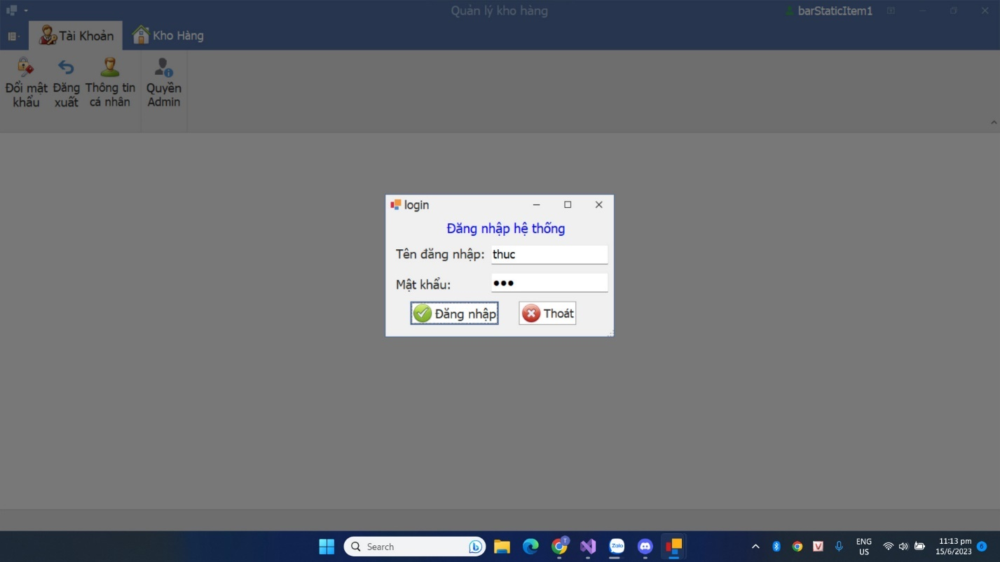 Quản lý kho hàng
barStaticItem1
Tài Khoản
Kho Hàng
Đổi mật khẩu
Đăng xuất
Thông tin cá nhân
Quyền Admin
login
Đăng nhập hệ thống
Tên đăng nhập: thuc
Mật khẩu: ●●●
Đăng nhập
Thoát
Search
Zalo
T
V
ENG
US
11:13 pm
15/6/2023
6